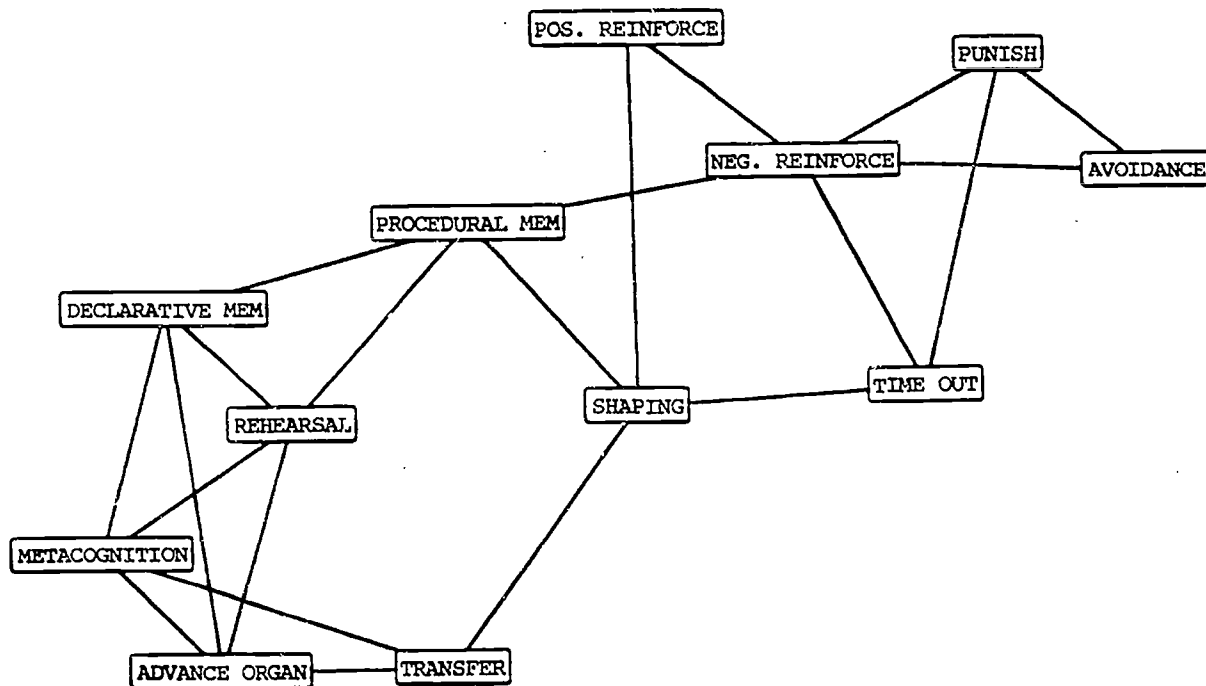 POS. REINFORCE
PUNISH
NEG. REINFORCE
AVOIDANCE
PROCEDURAL MEM
DECLARATIVE MEM
TIME OUT
SHAPING
REHEARSAL
METACOGNITION
ADVANCE ORGAN
TRANSFER